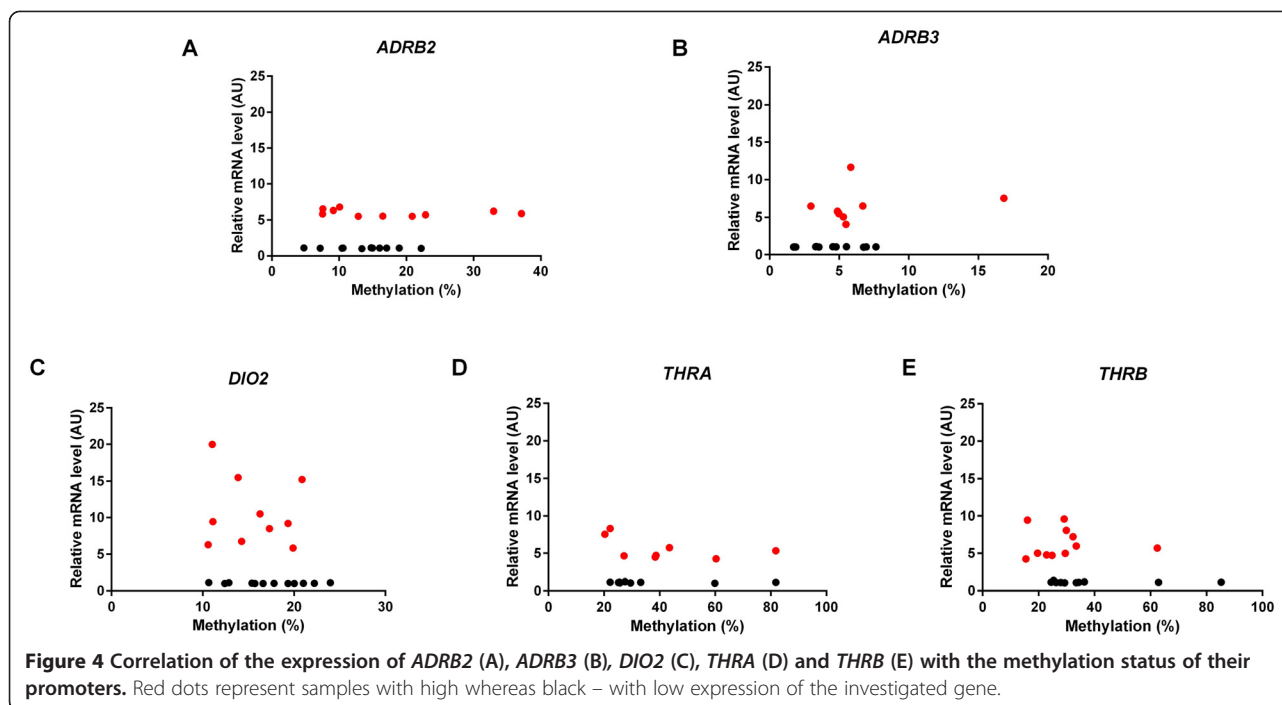 A
ADRB2
Relative mRNA level (AU)
25
20
15
10
5
0
0 10 20 30 40
Methylation (%)
B
ADRB3
Relative mRNA level (AU)
25
20
15
10
5
0
0 5 10 15 20
Methylation (%)
C
DIO2
Relative mRNA level (AU)
25
20
15
10
5
0
0 10 20 30
Methylation (%)
D
THRA
Relative mRNA level (AU)
25
20
15
10
5
0
0 20 40 60 80 100
Methylation (%)
E
THRB
Relative mRNA level (AU)
25
20
15
10
5
0
0 20 40 60 80 100
Methylation (%)
Figure 4 Correlation of the expression of ADRB2 (A), ADRB3 (B), DIO2 (C), THRA (D) and THRB (E) with the methylation status of their
promoters. Red dots represent samples with high whereas black – with low expression of the investigated gene.